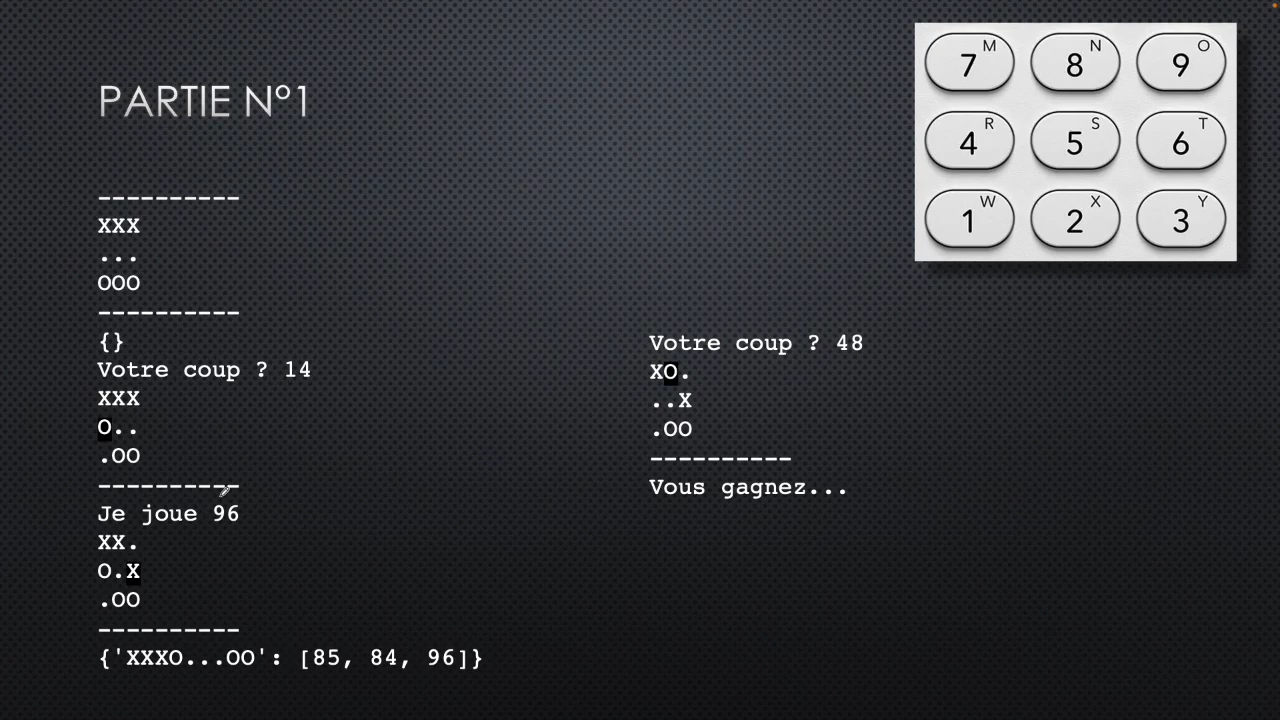 PARTIE N°1
7 M 8 N 9 O
4 R 5 S 6 T
1 W 2 X 3 Y
----------
XXX
...
OOO
----------
{}
Votre coup ? 14
XXX
O..
.OO
----------
Je joue 96
XX.
O.X
.OO
----------
{'XXXO...OO': [85, 84, 96]}
Votre coup ? 48
XO.
..X
.OO
----------
Vous gagnez...